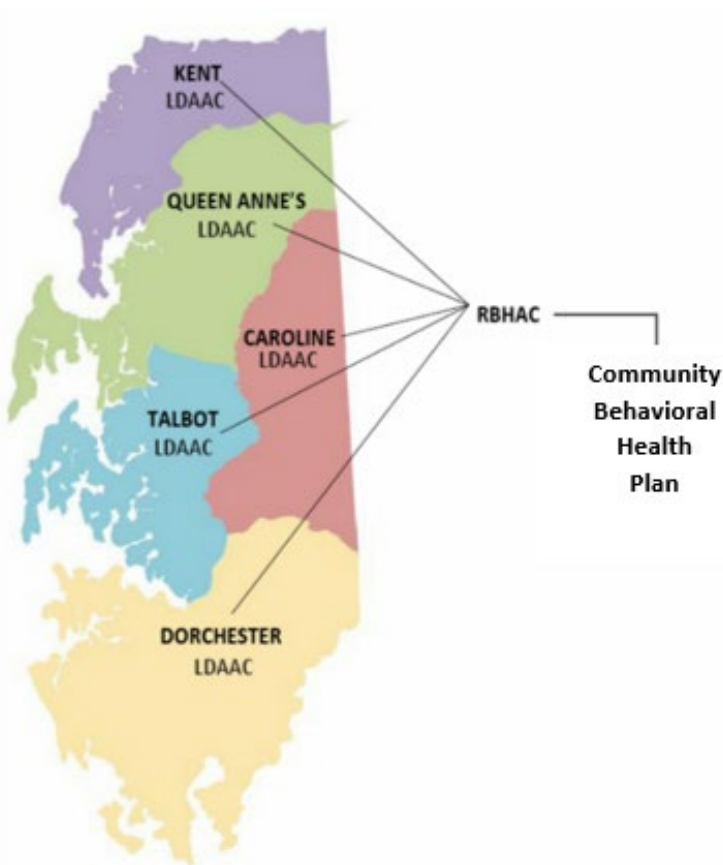 KENT
LDAAC
QUEEN ANNE'S
LDAAC
CAROLINE
LDAAC
TALBOT
LDAAC
DORCHESTER
LDAAC
RBHAC
Community
Behavioral
Health
Plan